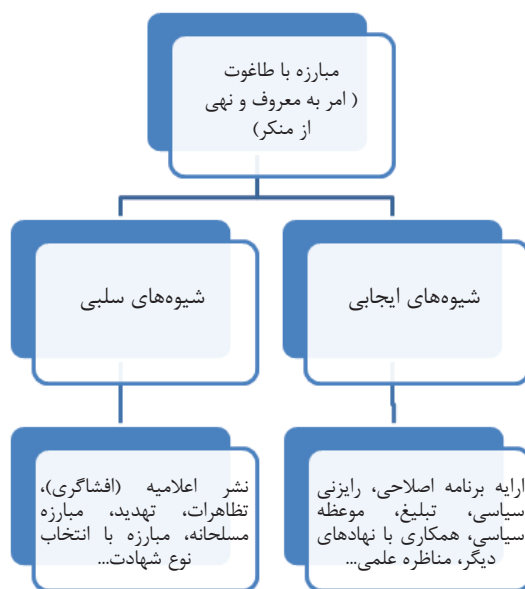 مبارزه با طاغوت
( امر به معروف و نهی
از منکر)
شیوه‌های ایجابی
شیوه‌های سلبی
ارایه برنامه اصلاحی، رایزنی
سیاسی، تبلیغ، موعظه
سیاسی، همکاری با نهادهای
دیگر، مناظره علمی...
نشر اعلامیه (افشاگری)،
تظاهرات، تهدید، مبارزه
مسلحانه، مبارزه با انتخاب
نوع شهادت...